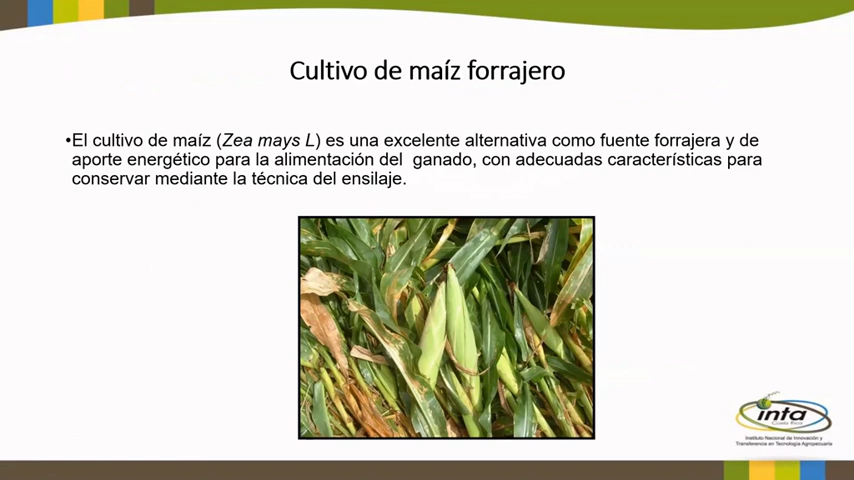 Cultivo de maíz forrajero
•El cultivo de maíz (Zea mays L) es una excelente alternativa como fuente forrajera y de
aporte energético para la alimentación del  ganado, con adecuadas características para
conservar mediante la técnica del ensilaje.
inta
Costa Rica
Instituto Nacional de Innovación y
Transferencia en Tecnología Agropecuaria